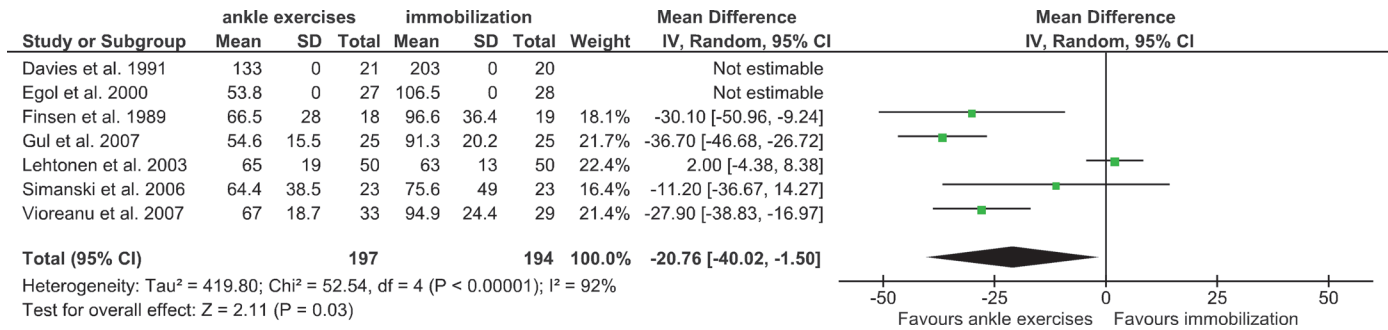 ankle exercises immobilization Mean Difference Mean Difference
Study or Subgroup Mean SD Total Mean SD Total Weight IV, Random, 95% CI IV, Random, 95% CI
Davies et al. 1991 133 0 21 203 0 20 Not estimable
Egol et al. 2000 53.8 0 27 106.5 0 28 Not estimable
Finsen et al. 1989 66.5 28 18 96.6 36.4 19 18.1% -30.10 [-50.96, -9.24]
Gul et al. 2007 54.6 15.5 25 91.3 20.2 25 21.7% -36.70 [-46.68, -26.72]
Lehtonen et al. 2003 65 19 50 63 13 50 22.4% 2.00 [-4.38, 8.38]
Simanski et al. 2006 64.4 38.5 23 75.6 49 23 16.4% -11.20 [-36.67, 14.27]
Vioreanu et al. 2007 67 18.7 33 94.9 24.4 29 21.4% -27.90 [-38.83, -16.97]
Total (95% CI) 197 194 100.0% -20.76 [-40.02, -1.50]
Heterogeneity: Tau² = 419.80; Chi² = 52.54, df = 4 (P < 0.00001); I² = 92%
Test for overall effect: Z = 2.11 (P = 0.03)
-50 -25 0 25 50
Favours ankle exercises Favours immobilization